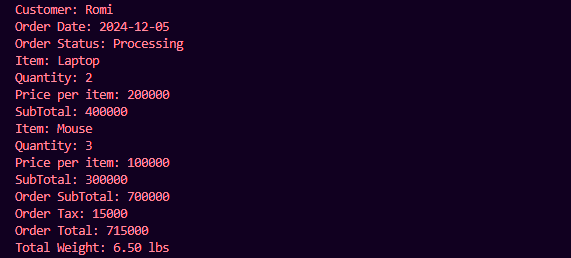 Customer: Romi
Order Date: 2024-12-05
Order Status: Processing
Item: Laptop
Quantity: 2
Price per item: 200000
SubTotal: 400000
Item: Mouse
Quantity: 3
Price per item: 100000
SubTotal: 300000
Order SubTotal: 700000
Order Tax: 15000
Order Total: 715000
Total Weight: 6.50 lbs